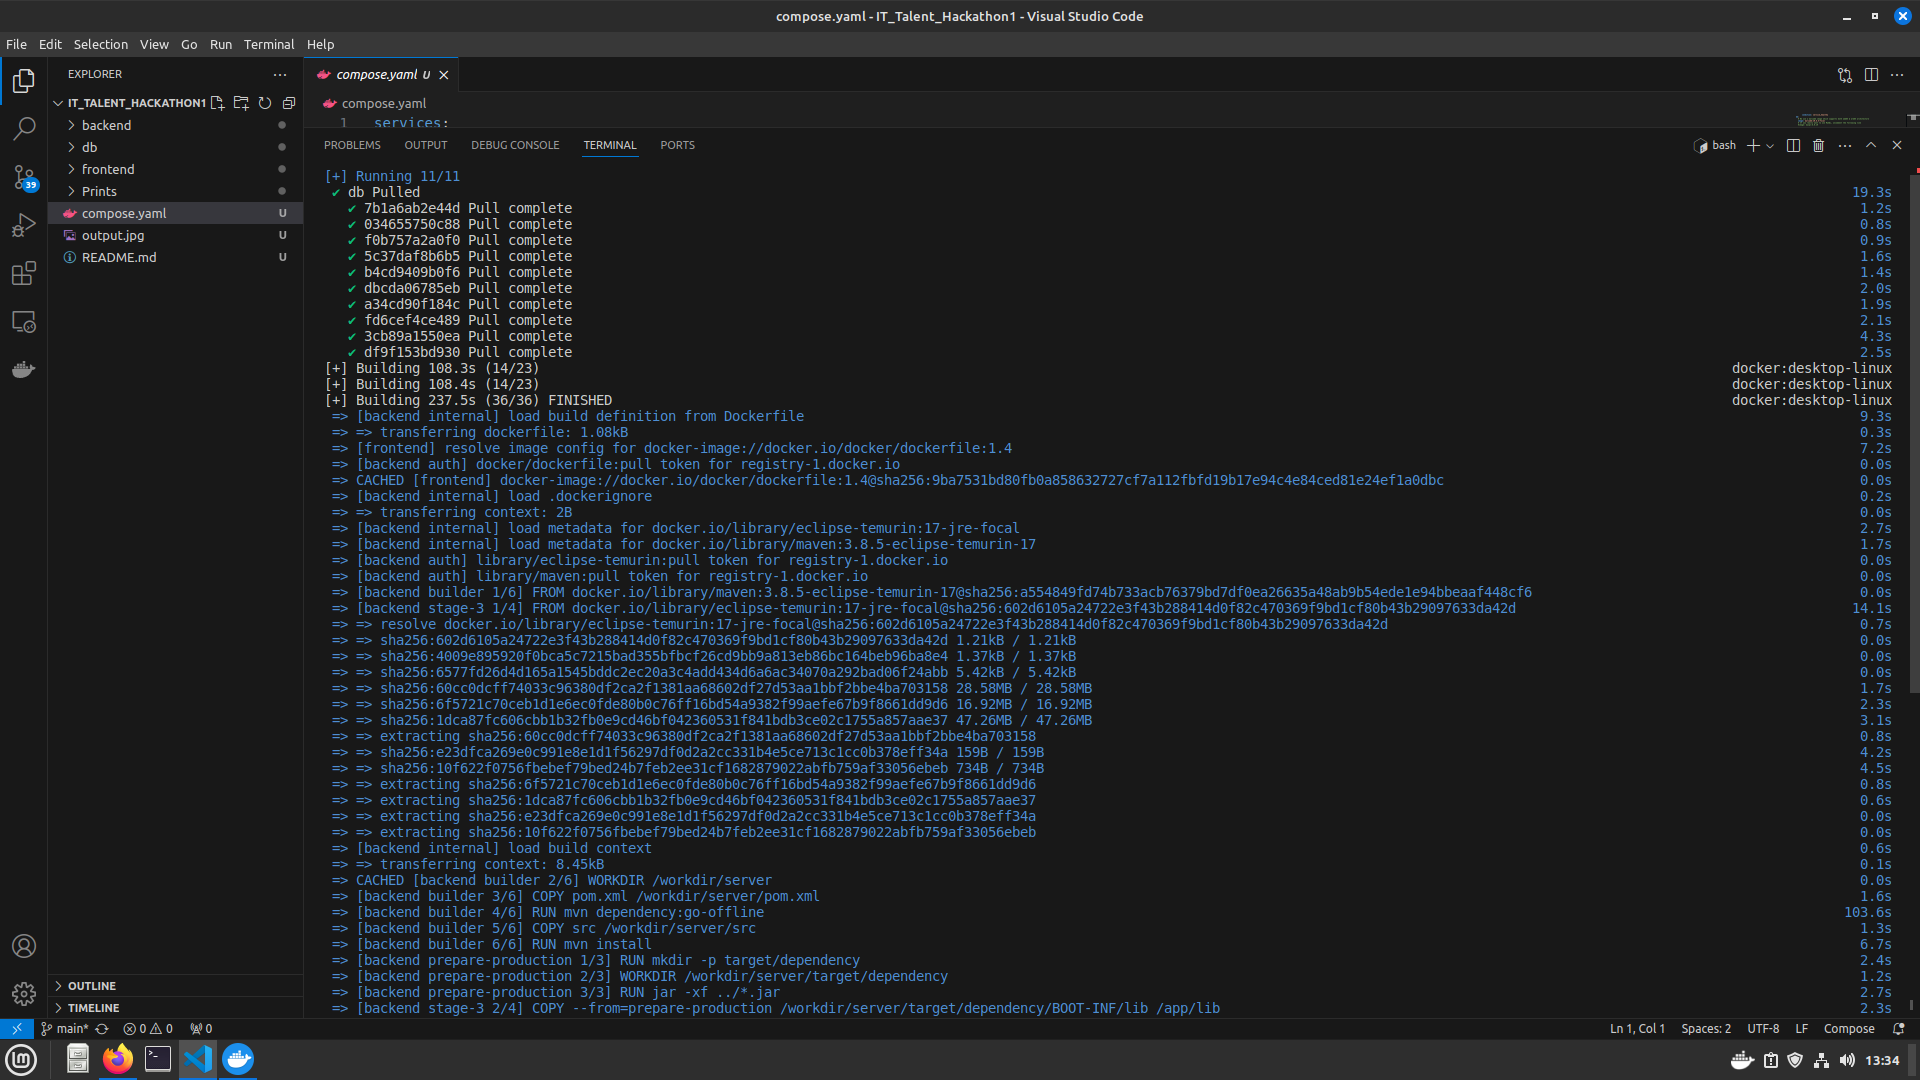 compose.yaml - IT_Talent_Hackathon1 - Visual Studio Code
File Edit Selection View Go Run Terminal Help
EXPLORER
IT_TALENT_HACKATHON1
backend
db
frontend
Prints
compose.yaml U
output.jpg U
README.md U
39
OUTLINE
TIMELINE
compose.yaml U
compose.yaml
1 services:
PROBLEMS OUTPUT DEBUG CONSOLE TERMINAL PORTS
bash
[+] Running 11/11
✔ db Pulled 19.3s
✔ 7b1a6ab2e44d Pull complete 1.2s
✔ 034655750c88 Pull complete 0.8s
✔ f0b757a2a0f0 Pull complete 0.9s
✔ 5c37daf8b6b5 Pull complete 1.6s
✔ b4cd9409b0f6 Pull complete 1.4s
✔ dbcda06785eb Pull complete 2.0s
✔ a34cd90f184c Pull complete 1.9s
✔ fd6cef4ce489 Pull complete 2.1s
✔ 3cb89a1550ea Pull complete 4.3s
✔ df9f153bd930 Pull complete 2.5s
[+] Building 108.3s (14/23) docker:desktop-linux
[+] Building 108.4s (14/23) docker:desktop-linux
[+] Building 237.5s (36/36) FINISHED docker:desktop-linux
=> [backend internal] load build definition from Dockerfile 9.3s
=> => transferring dockerfile: 1.08kB 0.3s
=> [frontend] resolve image config for docker-image://docker.io/docker/dockerfile:1.4 7.2s
=> [backend auth] docker/dockerfile:pull token for registry-1.docker.io 0.0s
=> CACHED [frontend] docker-image://docker.io/docker/dockerfile:1.4@sha256:9ba7531bd80fb0a858632727cf7a112fbfd19b17e94c4e84ced81e24ef1a0dbc 0.0s
=> [backend internal] load .dockerignore 0.2s
=> => transferring context: 2B 0.0s
=> [backend internal] load metadata for docker.io/library/eclipse-temurin:17-jre-focal 2.7s
=> [backend internal] load metadata for docker.io/library/maven:3.8.5-eclipse-temurin-17 1.7s
=> [backend auth] library/eclipse-temurin:pull token for registry-1.docker.io 0.0s
=> [backend auth] library/maven:pull token for registry-1.docker.io 0.0s
=> [backend builder 1/6] FROM docker.io/library/maven:3.8.5-eclipse-temurin-17@sha256:a554849fd74b733acb76379bd7df0ea26635a48ab9b54ede1e94bbeaaf448cf6 0.0s
=> [backend stage-3 1/4] FROM docker.io/library/eclipse-temurin:17-jre-focal@sha256:602d6105a24722e3f43b288414d0f82c470369f9bd1cf80b43b29097633da42d 14.1s
=> => resolve docker.io/library/eclipse-temurin:17-jre-focal@sha256:602d6105a24722e3f43b288414d0f82c470369f9bd1cf80b43b29097633da42d 0.7s
=> => sha256:602d6105a24722e3f43b288414d0f82c470369f9bd1cf80b43b29097633da42d 1.21kB / 1.21kB 0.0s
=> => sha256:4009e895920f0bca5c7215bad355bfbcf26cd9bb9a813eb86bc164beb96ba8e4 1.37kB / 1.37kB 0.0s
=> => sha256:6577fd26d4d165a1545bddc2ec20a3c4add434d6a6ac34070a292bad06f24abb 5.42kB / 5.42kB 0.0s
=> => sha256:60cc0dcff74033c96380df2ca2f1381aa68602df27d53aa1bbf2bbe4ba703158 28.58MB / 28.58MB 1.7s
=> => sha256:6f5721c70ceb1d1e6ec0fde80b0c76ff16bd54a9382f99aefe67b9f8661dd9d6 16.92MB / 16.92MB 2.3s
=> => sha256:1dca87fc606cbb1b32fb0e9cd46bf042360531f841bdb3ce02c1755a857aae37 47.26MB / 47.26MB 3.1s
=> => extracting sha256:60cc0dcff74033c96380df2ca2f1381aa68602df27d53aa1bbf2bbe4ba703158 0.8s
=> => sha256:e23dfca269e0c991e8e1d1f56297df0d2a2cc331b4e5ce713c1cc0b378eff34a 159B / 159B 4.2s
=> => sha256:10f622f0756fbebef79bed24b7feb2ee31cf1682879022abfb759af33056ebeb 734B / 734B 4.5s
=> => extracting sha256:6f5721c70ceb1d1e6ec0fde80b0c76ff16bd54a9382f99aefe67b9f8661dd9d6 0.8s
=> => extracting sha256:1dca87fc606cbb1b32fb0e9cd46bf042360531f841bdb3ce02c1755a857aae37 0.6s
=> => extracting sha256:e23dfca269e0c991e8e1d1f56297df0d2a2cc331b4e5ce713c1cc0b378eff34a 0.0s
=> => extracting sha256:10f622f0756fbebef79bed24b7feb2ee31cf1682879022abfb759af33056ebeb 0.0s
=> [backend internal] load build context 0.6s
=> => transferring context: 8.45kB 0.1s
=> CACHED [backend builder 2/6] WORKDIR /workdir/server 0.0s
=> [backend builder 3/6] COPY pom.xml /workdir/server/pom.xml 1.6s
=> [backend builder 4/6] RUN mvn dependency:go-offline 103.6s
=> [backend builder 5/6] COPY src /workdir/server/src 1.3s
=> [backend builder 6/6] RUN mvn install 6.7s
=> [backend prepare-production 1/3] RUN mkdir -p target/dependency 2.4s
=> [backend prepare-production 2/3] WORKDIR /workdir/server/target/dependency 1.2s
=> [backend prepare-production 3/3] RUN jar -xf ../*.jar 2.7s
=> [backend stage-3 2/4] COPY --from=prepare-production /workdir/server/target/dependency/BOOT-INF/lib /app/lib 2.3s
main* 0 0 0 Ln 1, Col 1 Spaces: 2 UTF-8 LF Compose
13:34